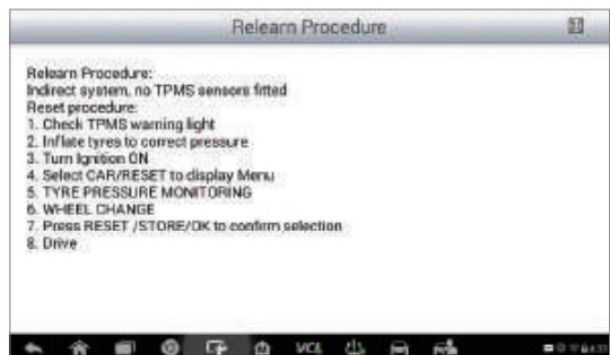 Relearn Procedure
Relearn Procedure:
Indirect system, no TPMS sensors fitted
Reset procedure:
1. Check TPMS warning light
2. Inflate tyres to correct pressure
3. Turn Ignition ON
4. Select CAR/RESET to display Menu
5. TYRE PRESSURE MONITORING
6. WHEEL CHANGE
7. Press RESET /STORE/OK to confirm selection
8. Drive
VCI